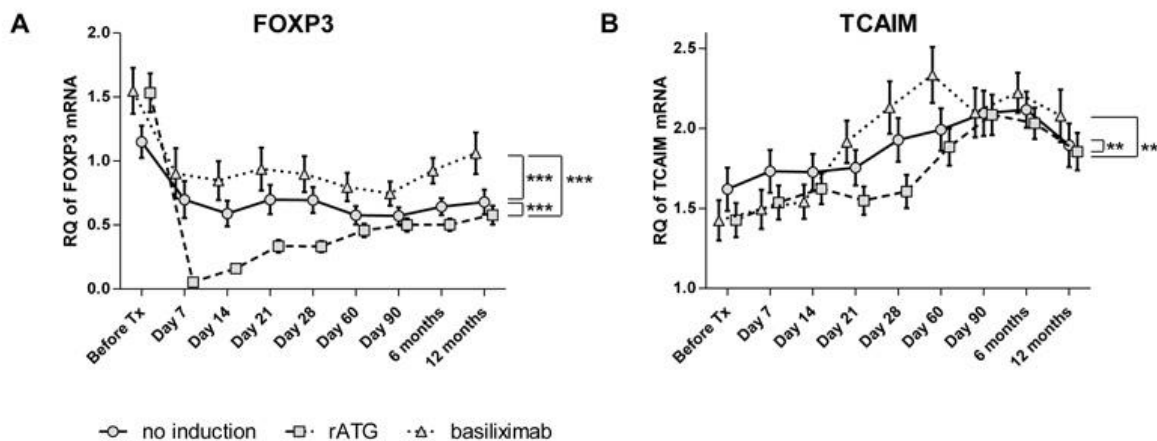 A
FOXP3
RQ of FOXP3 mRNA
2.0
1.5
1.0
0.5
0.0
***
***
***
Before Tx
Day 7
Day 14
Day 21
Day 28
Day 60
Day 90
6 months
12 months
B
TCAIM
RQ of TCAIM mRNA
2.5
2.0
1.5
1.0
**
**
Before Tx
Day 7
Day 14
Day 21
Day 28
Day 60
Day 90
6 months
12 months
no induction rATG basiliximab